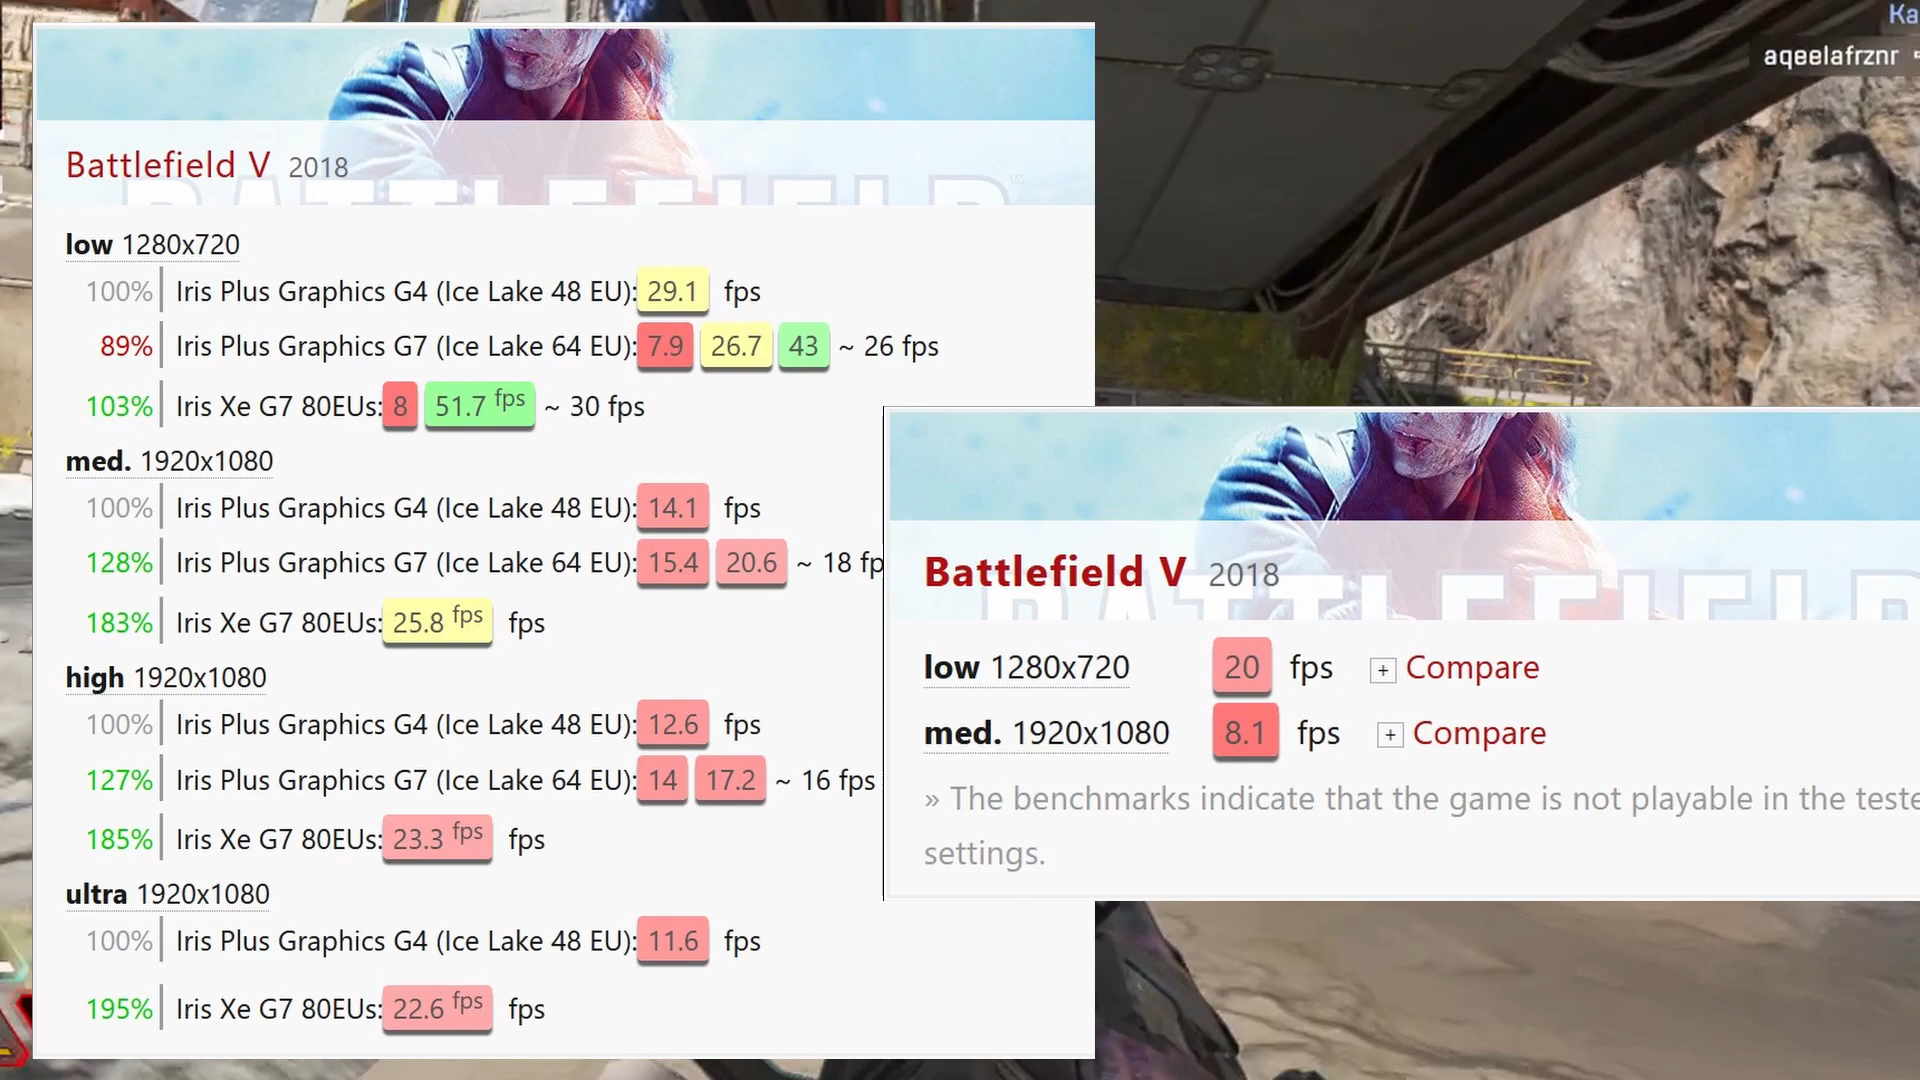 Ka
aqeelafrznr
Battlefield V 2018
BATTLEFIELD
low 1280x720
100% Iris Plus Graphics G4 (Ice Lake 48 EU): 29.1 fps
89% Iris Plus Graphics G7 (Ice Lake 64 EU): 7.9 26.7 43 ~ 26 fps
103% Iris Xe G7 80EUs: 8 51.7 fps ~ 30 fps
med. 1920x1080
100% Iris Plus Graphics G4 (Ice Lake 48 EU): 14.1 fps
128% Iris Plus Graphics G7 (Ice Lake 64 EU): 15.4 20.6 ~ 18 fp
183% Iris Xe G7 80EUs: 25.8 fps fps
high 1920x1080
100% Iris Plus Graphics G4 (Ice Lake 48 EU): 12.6 fps
127% Iris Plus Graphics G7 (Ice Lake 64 EU): 14 17.2 ~ 16 fps
185% Iris Xe G7 80EUs: 23.3 fps fps
ultra 1920x1080
100% Iris Plus Graphics G4 (Ice Lake 48 EU): 11.6 fps
195% Iris Xe G7 80EUs: 22.6 fps fps
Battlefield V 2018
BATTLEFIELD
low 1280x720 20 fps + Compare
med. 1920x1080 8.1 fps + Compare
» The benchmarks indicate that the game is not playable in the teste
settings.